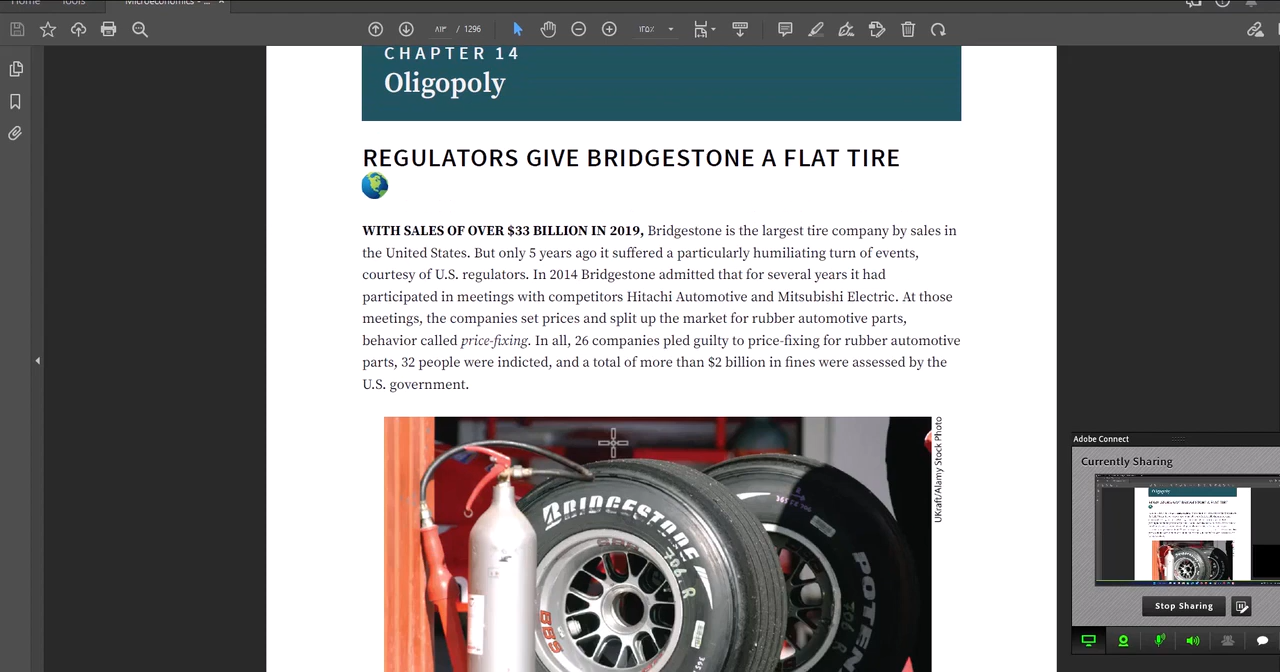 Home Tools Microeconomics - ... ×
٨١٣ / 1296 ١٢٥٪
CHAPTER 14
Oligopoly
REGULATORS GIVE BRIDGESTONE A FLAT TIRE
WITH SALES OF OVER $33 BILLION IN 2019, Bridgestone is the largest tire company by sales in
the United States. But only 5 years ago it suffered a particularly humiliating turn of events,
courtesy of U.S. regulators. In 2014 Bridgestone admitted that for several years it had
participated in meetings with competitors Hitachi Automotive and Mitsubishi Electric. At those
meetings, the companies set prices and split up the market for rubber automotive parts,
behavior called price-fixing. In all, 26 companies pled guilty to price-fixing for rubber automotive
parts, 32 people were indicted, and a total of more than $2 billion in fines were assessed by the
U.S. government.
UKraft/Alamy Stock Photo
BRIDGESTONE
POTEN
BBS
Adobe Connect
Currently Sharing
Oligopoly
Stop Sharing